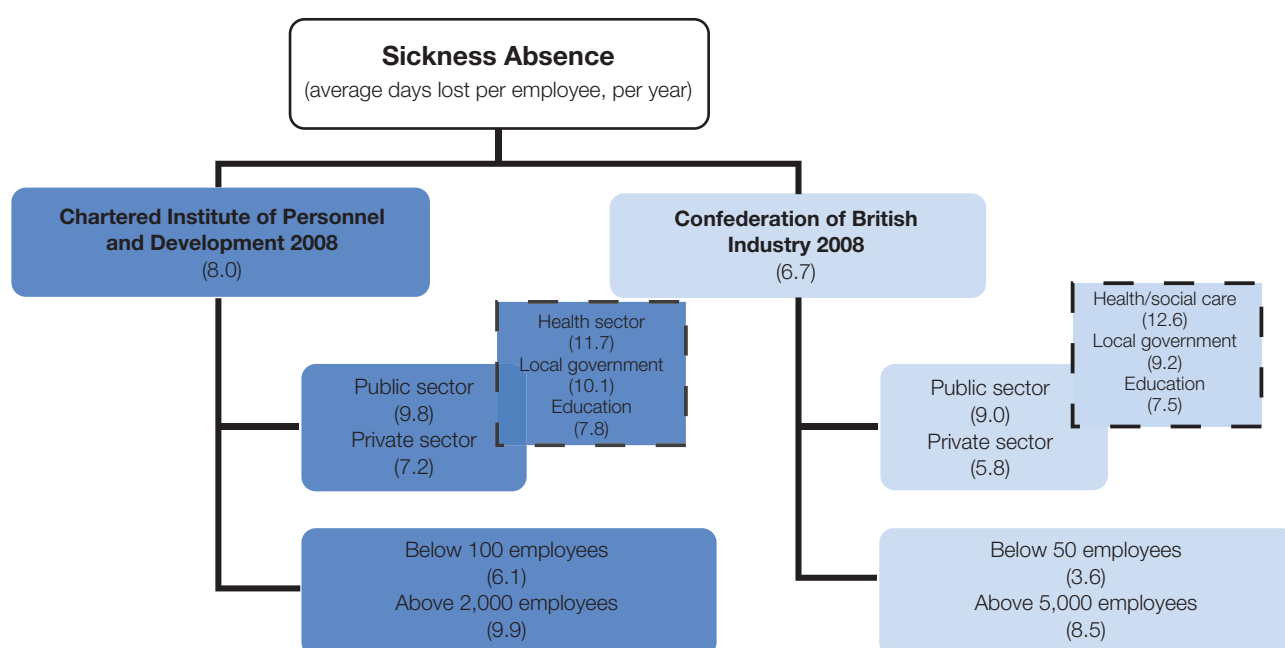 Sickness Absence
(average days lost per employee, per year)
Chartered Institute of Personnel
and Development 2008
(8.0)
Confederation of British
Industry 2008
(6.7)
Health sector
(11.7)
Local government
(10.1)
Education
(7.8)
Public sector
(9.8)
Private sector
(7.2)
Health/social care
(12.6)
Local government
(9.2)
Education
(7.5)
Public sector
(9.0)
Private sector
(5.8)
Below 100 employees
(6.1)
Above 2,000 employees
(9.9)
Below 50 employees
(3.6)
Above 5,000 employees
(8.5)